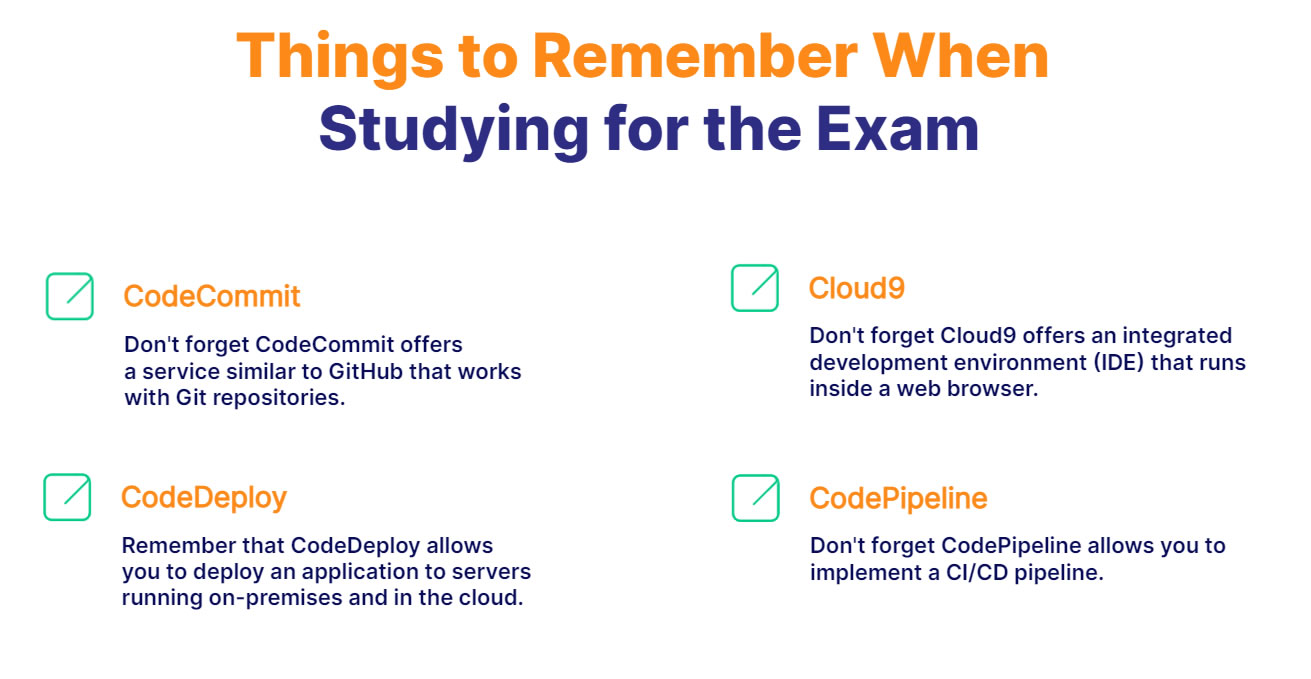 Things to Remember When
Studying for the Exam
CodeCommit
Don't forget CodeCommit offers
a service similar to GitHub that works
with Git repositories.
Cloud9
Don't forget Cloud9 offers an integrated
development environment (IDE) that runs
inside a web browser.
CodeDeploy
Remember that CodeDeploy allows
you to deploy an application to servers
running on-premises and in the cloud.
CodePipeline
Don't forget CodePipeline allows you to
implement a CI/CD pipeline.